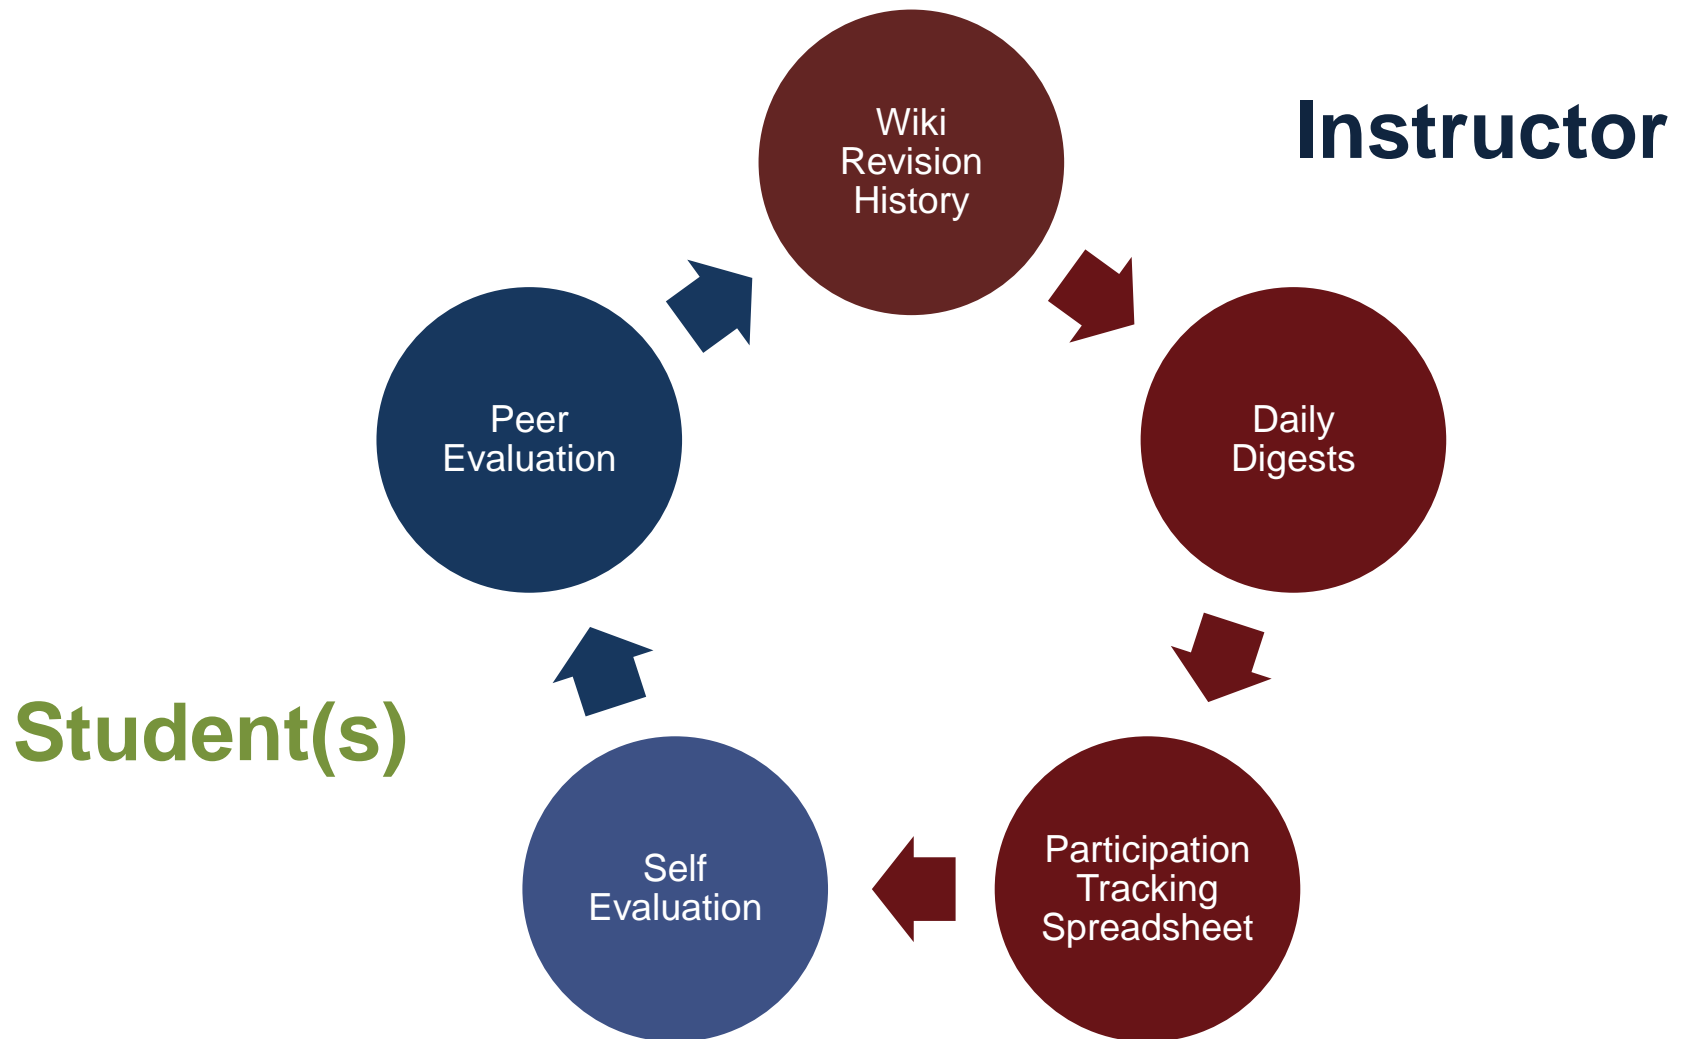 Wiki
Revision
History
Instructor
Daily
Digests
Participation
Tracking
Spreadsheet
Self
Evaluation
Student(s)
Peer
Evaluation